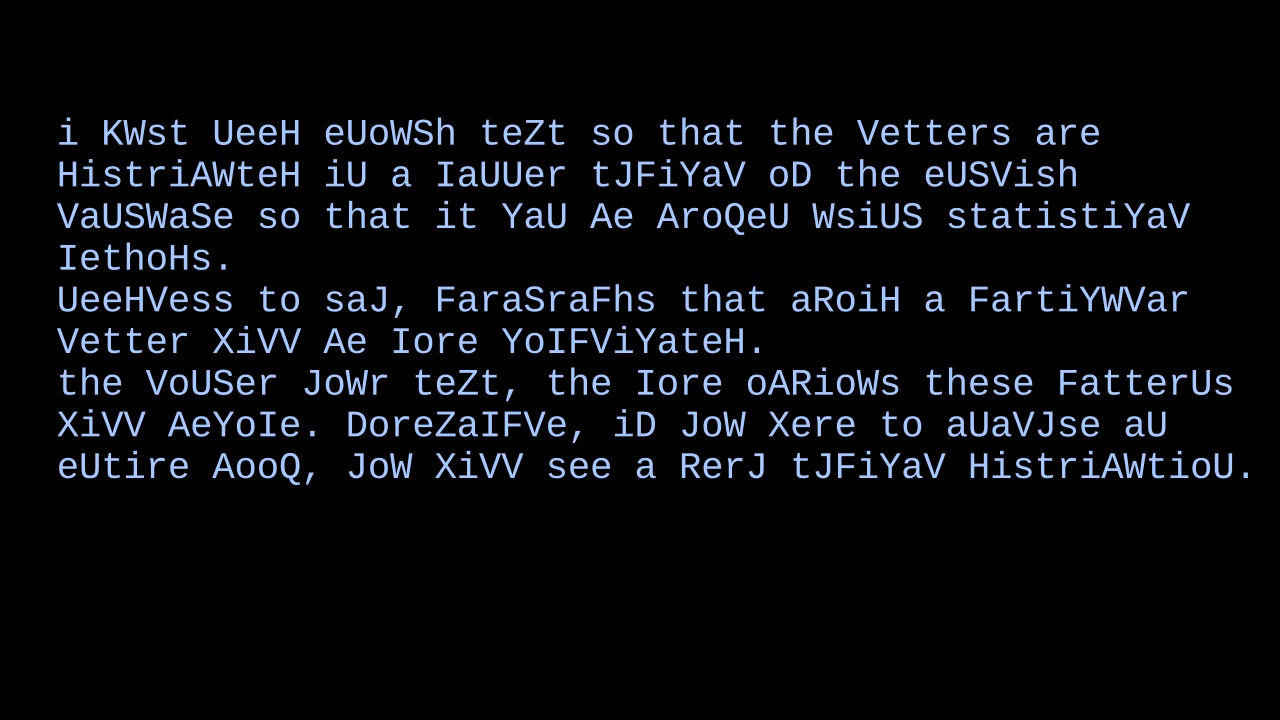 i KWst UeeH eUoWSh teZt so that the Vetters are
HistriAWteH iU a IaUUer tJFiYaV oD the eUSVish
VaUSWaSe so that it YaU Ae AroQeU WsiUS statistiYaV
IethoHs.
UeeHVess to saJ, FaraSraFhs that aRoiH a FartiYWVar
Vetter XiVV Ae Iore YoIFViYateH.
the VoUSer JoWr teZt, the Iore oARioWs these FatterUs
XiVV AeYoIe. DoreZaIFVe, iD JoW Xere to aUaVJse aU
eUtire AooQ, JoW XiVV see a RerJ tJFiYaV HistriAWtioU.